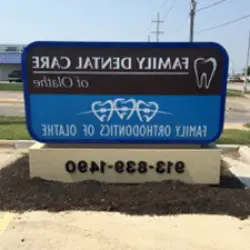 FAMILY DENTAL CARE
of Olathe
FAMILY ORTHODONTICS OF OLATHE
913-839-1490